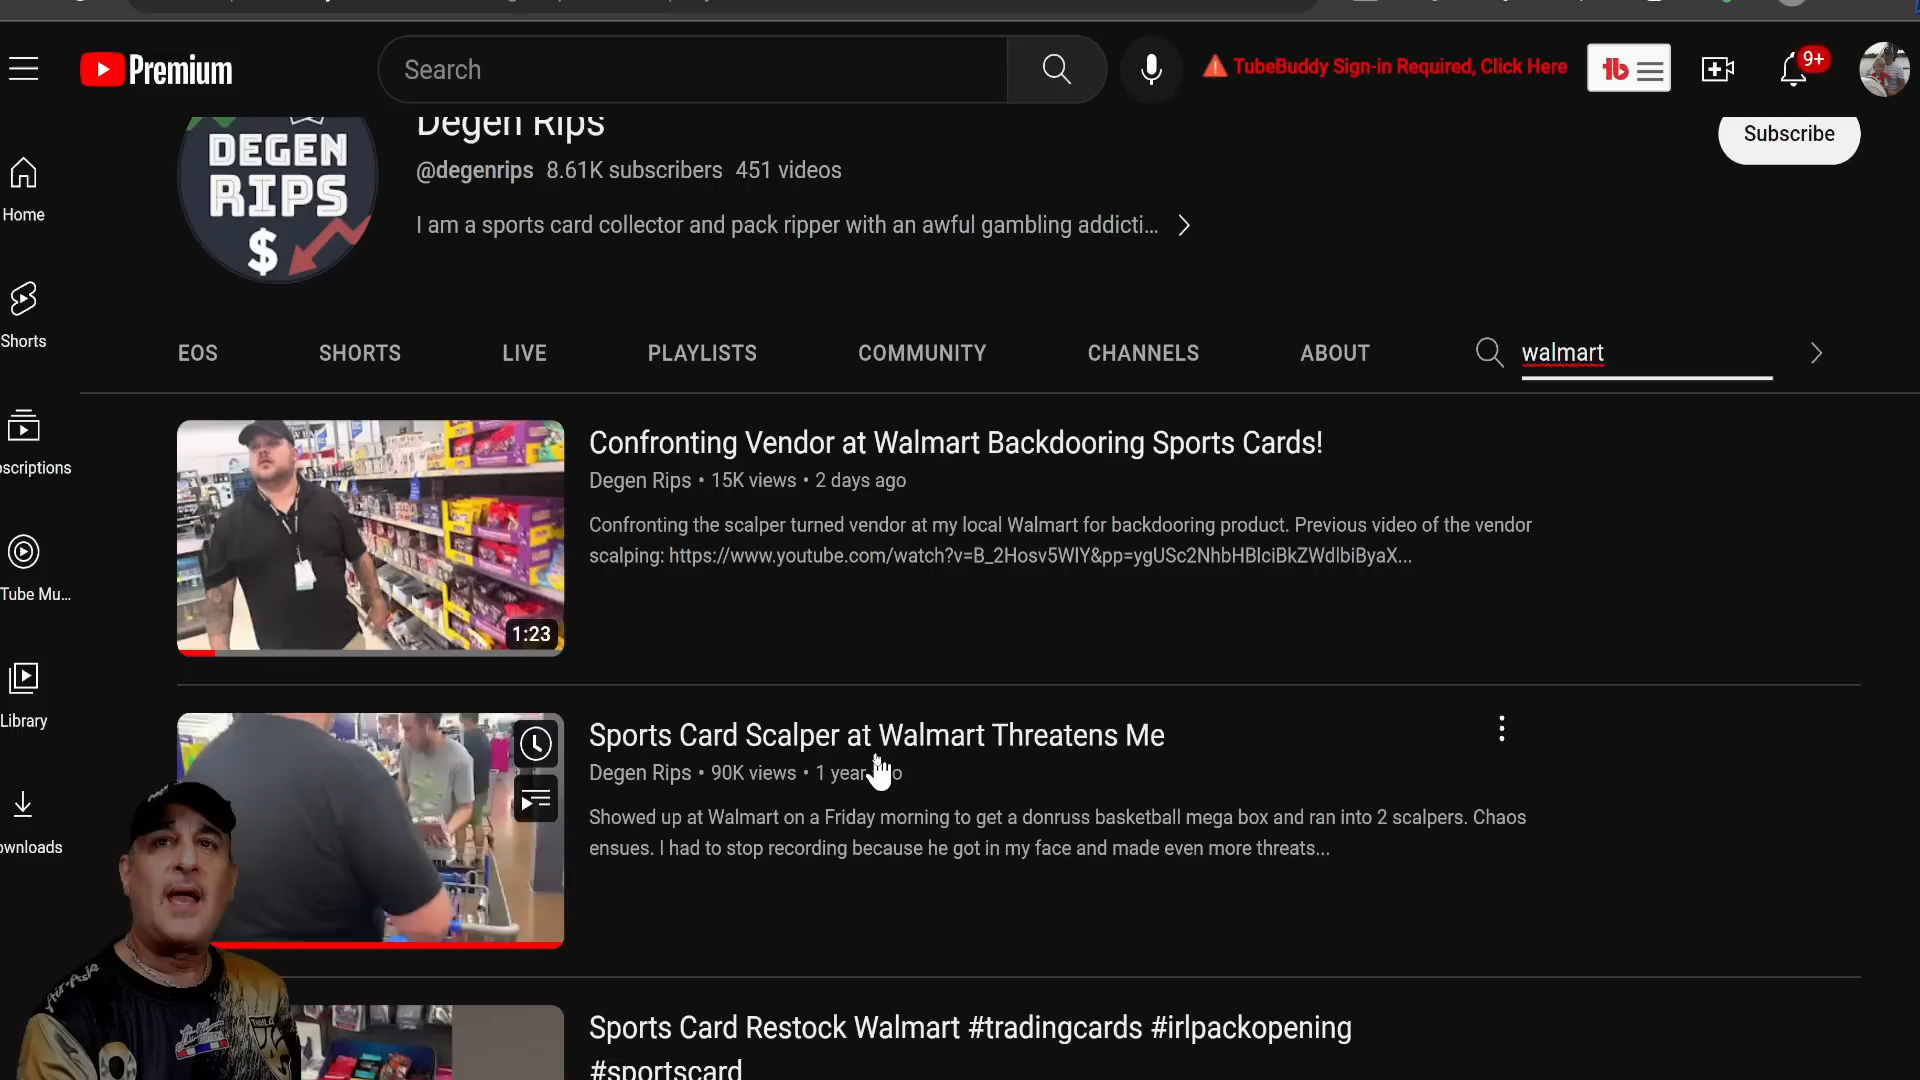 Premium
Search
TubeBuddy Sign-in Required, Click Here
tb
9+
Degen Rips
Subscribe
DEGEN
RIPS
$
@degenrips 8.61K subscribers 451 videos
I am a sports card collector and pack ripper with an awful gambling addicti...
Home
Shorts
EOS
SHORTS
LIVE
PLAYLISTS
COMMUNITY
CHANNELS
ABOUT
walmart
oscriptions
Tube Mu...
Library
ownloads
Confronting Vendor at Walmart Backdooring Sports Cards!
Degen Rips • 15K views • 2 days ago
Confronting the scalper turned vendor at my local Walmart for backdooring product. Previous video of the vendor
scalping: https://www.youtube.com/watch?v=B_2Hosv5WIY&pp=ygUSc2NhbHBlciBkZWdlbiByaX...
1:23
Sports Card Scalper at Walmart Threatens Me
Degen Rips • 90K views • 1 year
Showed up at Walmart on a Friday morning to get a donruss basketball mega box and ran into 2 scalpers. Chaos
ensues. I had to stop recording because he got in my face and made even more threats...
Sports Card Restock Walmart #tradingcards #irlpackopening
#sportscard
AirAsia